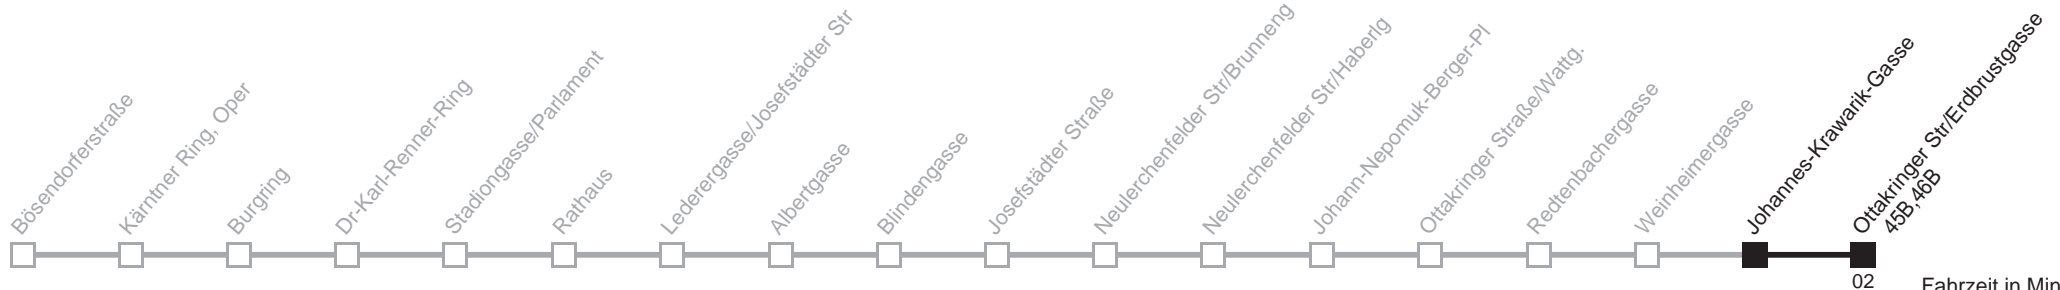 Bösendorferstraße
Kärntner Ring, Oper
Burgring
Dr-Karl-Renner-Ring
Stadiongasse/Parlament
Rathaus
Lederergasse/Josefstädter Str
Albertgasse
Blindengasse
Josefstädter Straße
Neulerchenfelder Str/Brunneng
Neulerchenfelder Str/Haberlg
Johann-Nepomuk-Berger-Pl
Ottakringer Straße/Wattg.
Redtenbachergasse
Weinheimergasse
Johannes-Krawarik-Gasse
Ottakringer Str/Erdbrustgasse
45B,46B
02
Fahrzeit in Min